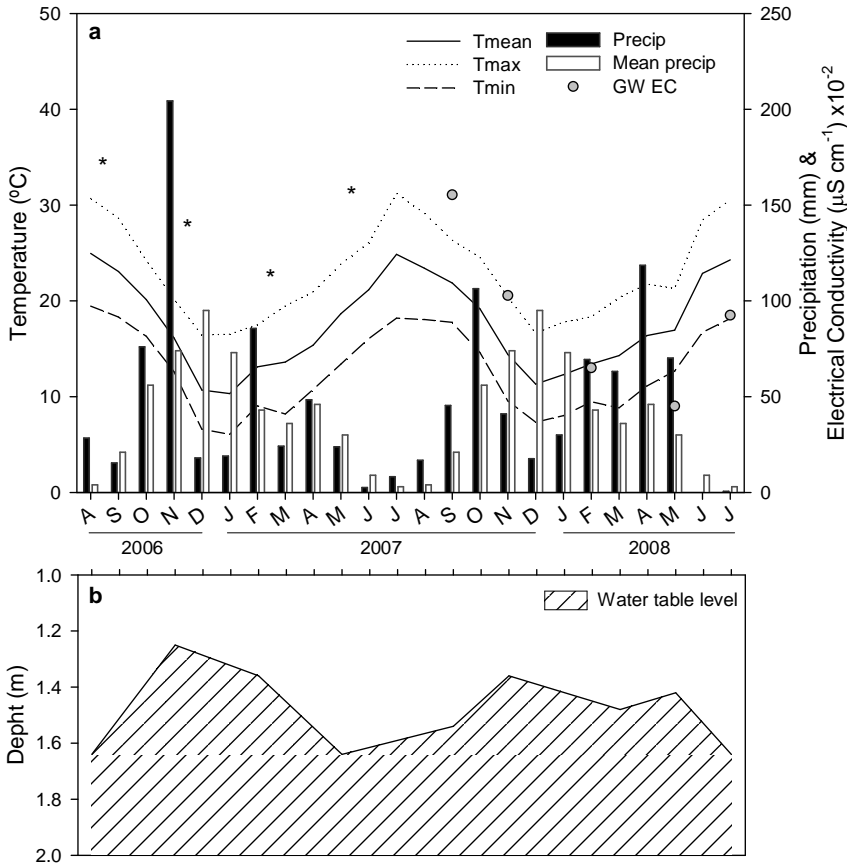 a
Tmean
Tmax
Tmin
Precip
Mean precip
GW EC
50
40
30
20
10
0
Temperature (ºC)
250
200
150
100
50
0
Precipitation (mm) &
Electrical Conductivity (µS cm⁻¹) x10⁻²
*
*
*
*
A S O N D J F M A M J J A S O N D J F M A M J J
2006 2007 2008
b
Water table level
1.0
1.2
1.4
1.6
1.8
2.0
Depht (m)